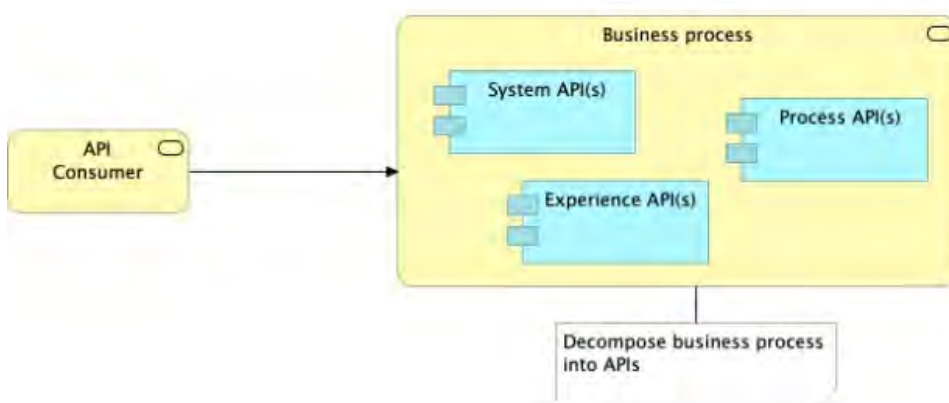 Business process
System API(s)
Process API(s)
API
Consumer
Experience API(s)
Decompose business process
into APIs